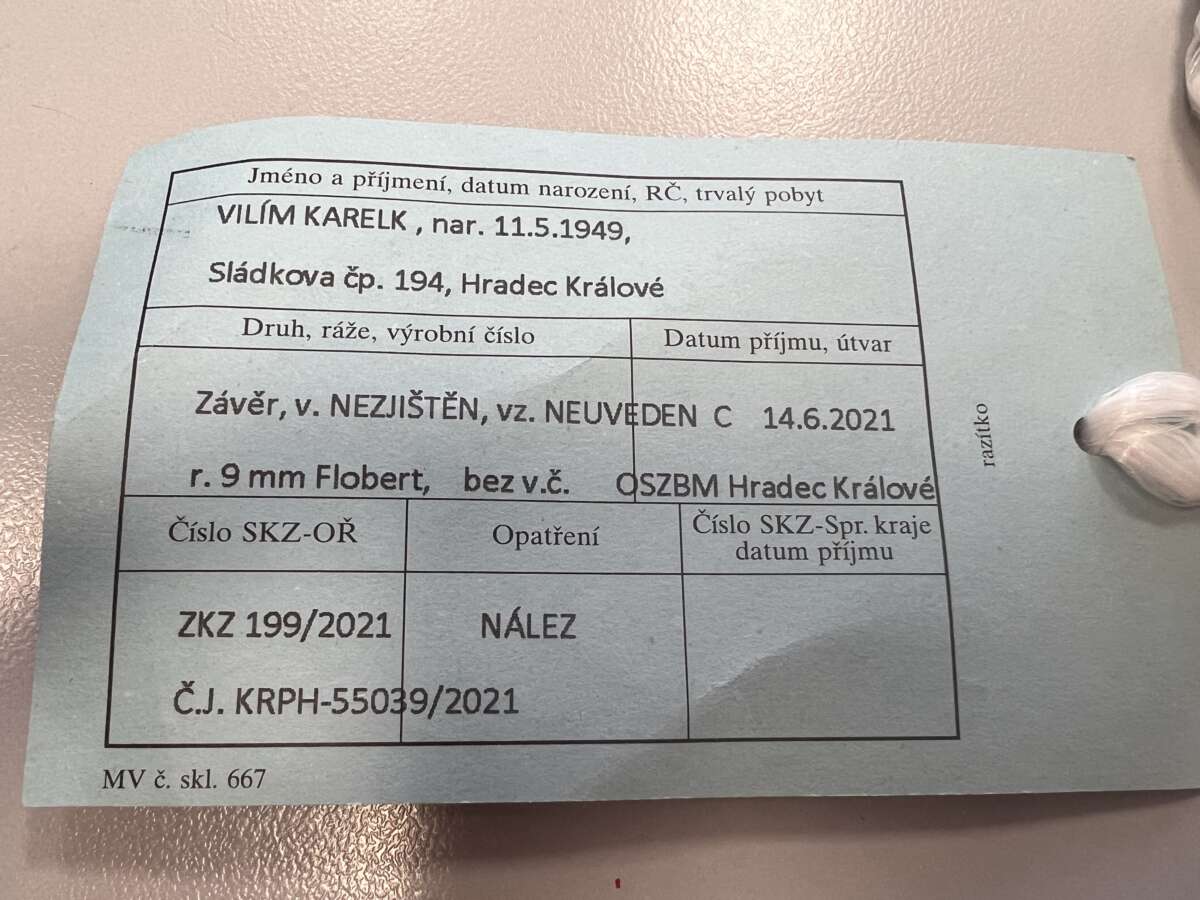 Jméno a příjmení, datum narození, RČ, trvalý pobyt
VILÍM KARELK , nar. 11.5.1949,
Sládkova čp. 194, Hradec Králové
Druh, ráže, výrobní číslo
Datum příjmu, útvar
Závěr, v. NEZJIŠTĚN, vz. NEUVEDEN C 14.6.2021
r. 9 mm Flobert, bez v.č. OSZBM Hradec Králové
Číslo SKZ-OŘ
Opatření
Číslo SKZ-Spr. kraje
datum příjmu
ZKZ 199/2021
NÁLEZ
Č.J. KRPH-55039/2021
razítko
MV č. skl. 667